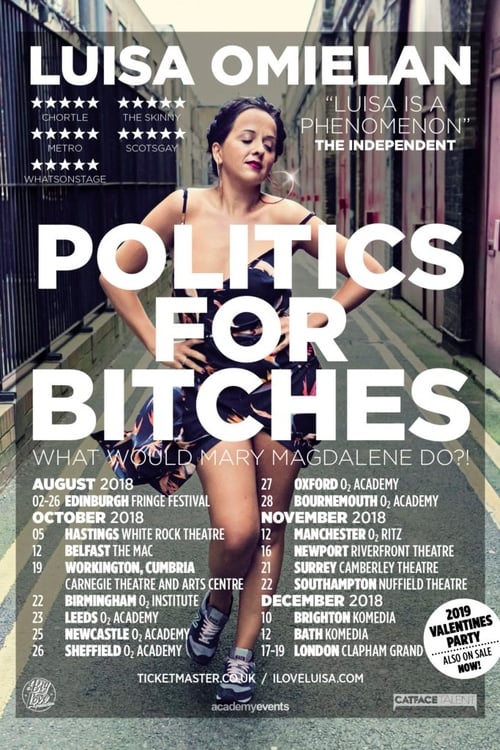 LUISA OMIELAN
★★★★★ ★★★★★
CHORTLE THE SKINNY
★★★★★ ★★★★★
METRO SCOTSGAY
★★★★★
WHATSONSTAGE
“LUISA IS A
PHENOMENON”
THE INDEPENDENT
POLITICS
FOR
BITCHES
WHAT WOULD MARY MAGDALENE DO?!
AUGUST 2018
02-26 EDINBURGH FRINGE FESTIVAL
OCTOBER 2018
05 HASTINGS WHITE ROCK THEATRE
12 BELFAST THE MAC
19 WORKINGTON, CUMBRIA
CARNEGIE THEATRE AND ARTS CENTRE
22 BIRMINGHAM O2 INSTITUTE
23 LEEDS O2 ACADEMY
25 NEWCASTLE O2 ACADEMY
26 SHEFFIELD O2 ACADEMY
27 OXFORD O2 ACADEMY
28 BOURNEMOUTH O2 ACADEMY
NOVEMBER 2018
12 MANCHESTER O2 RITZ
16 NEWPORT RIVERFRONT THEATRE
21 SURREY CAMBERLEY THEATRE
22 SOUTHAMPTON NUFFIELD THEATRE
DECEMBER 2018
10 BRIGHTON KOMEDIA
12 BATH KOMEDIA
17-19 LONDON CLAPHAM GRAND
2019
VALENTINES
PARTY
ALSO ON SALE
NOW!
TICKETMASTER.CO.UK / ILOVELUISA.COM
Big
Love
academyevents
CATFACE TALENT